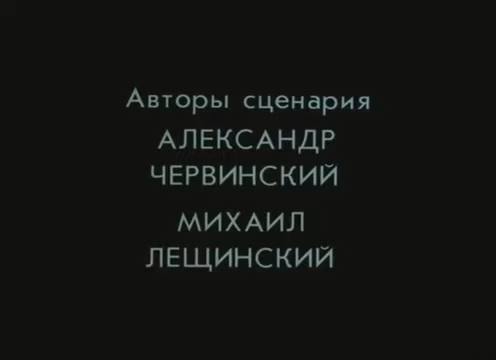 Авторы сценария
АЛЕКСАНДР
ЧЕРВИНСКИЙ
МИХАИЛ
ЛЕЩИНСКИЙ